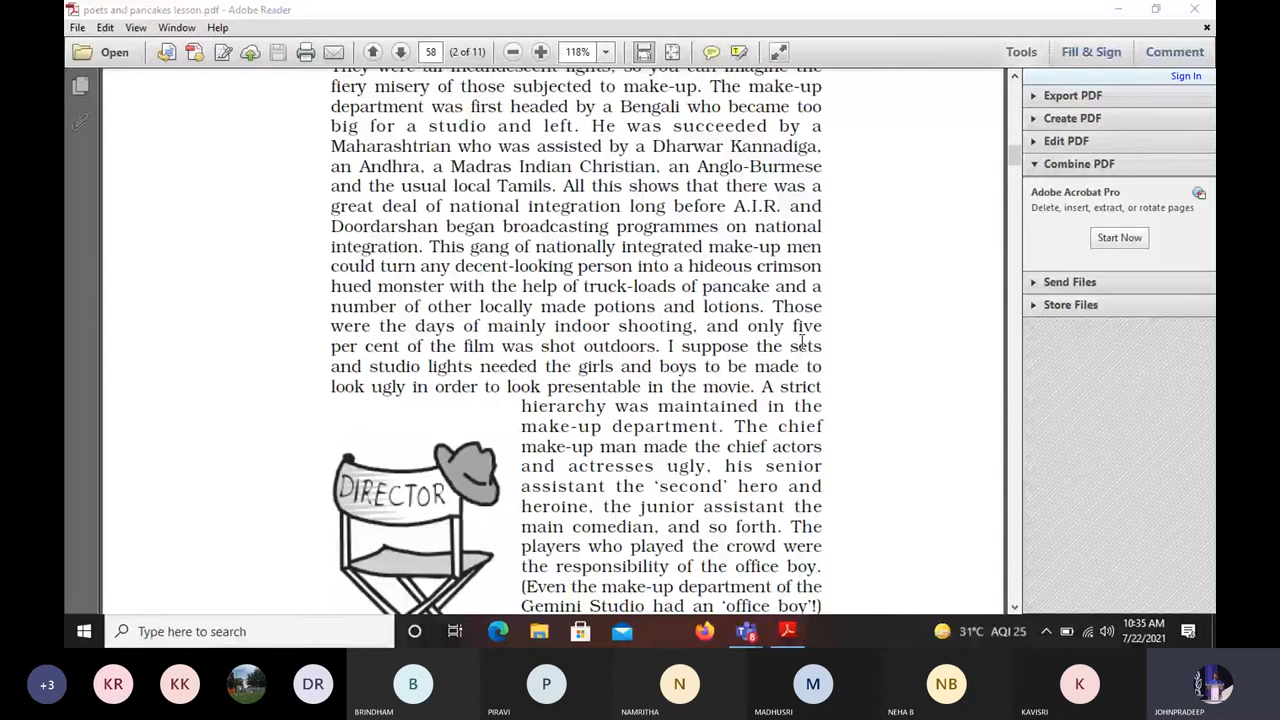 poets and pancakes lesson.pdf - Adobe Reader
File Edit View Window Help
Open 58 (2 of 11) 118% Tools Fill & Sign Comment
Sign In
They were all incandescent lights, so you can imagine the
fiery misery of those subjected to make-up. The make-up
department was first headed by a Bengali who became too
big for a studio and left. He was succeeded by a
Maharashtrian who was assisted by a Dharwar Kannadiga,
an Andhra, a Madras Indian Christian, an Anglo-Burmese
and the usual local Tamils. All this shows that there was a
great deal of national integration long before A.I.R. and
Doordarshan began broadcasting programmes on national
integration. This gang of nationally integrated make-up men
could turn any decent-looking person into a hideous crimson
hued monster with the help of truck-loads of pancake and a
number of other locally made potions and lotions. Those
were the days of mainly indoor shooting, and only five
per cent of the film was shot outdoors. I suppose the sets
and studio lights needed the girls and boys to be made to
look ugly in order to look presentable in the movie. A strict
hierarchy was maintained in the
make-up department. The chief
make-up man made the chief actors
and actresses ugly, his senior
assistant the ‘second’ hero and
heroine, the junior assistant the
main comedian, and so forth. The
players who played the crowd were
the responsibility of the office boy.
(Even the make-up department of the
Gemini Studio had an ‘office boy’!)
DIRECTOR
Export PDF
Create PDF
Edit PDF
Combine PDF
Adobe Acrobat Pro
Delete, insert, extract, or rotate pages
Start Now
Send Files
Store Files
Type here to search
8
31°C AQI 25
10:35 AM
7/22/2021
+3 KR KK DR B P N M NB K
BRINDHAM PIRAVI NAMRITHA MADHUSRI NEHA B KAVISRI JOHNPRADEEP